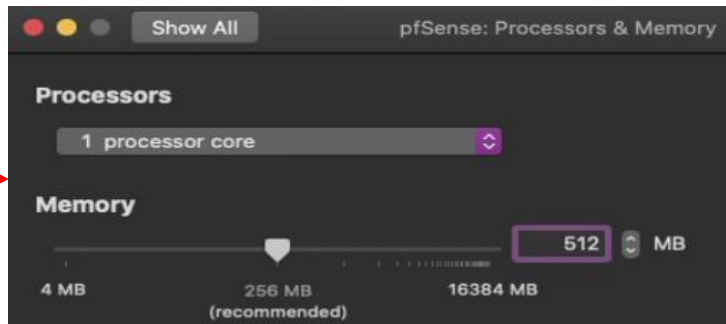 Show All pfSense: Processors & Memory
Processors
1 processor core
Memory
512 MB
4 MB 256 MB 16384 MB
(recommended)